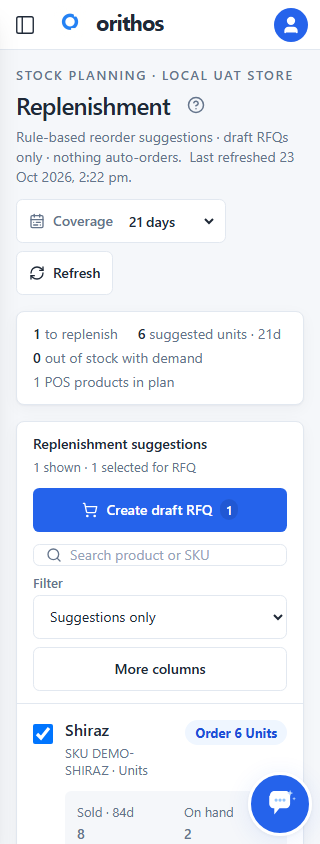 orithos
STOCK PLANNING · LOCAL UAT STORE
Replenishment
Rule-based reorder suggestions · draft RFQs
only · nothing auto-orders. Last refreshed 23
Oct 2026, 2:22 pm.
Coverage 21 days
Refresh
1 to replenish 6 suggested units · 21d
0 out of stock with demand
1 POS products in plan
Replenishment suggestions
1 shown · 1 selected for RFQ
Create draft RFQ 1
Search product or SKU
Filter
Suggestions only
More columns
Shiraz Order 6 Units
SKU DEMO-
SHIRAZ · Units
Sold · 84d On hand
8 2